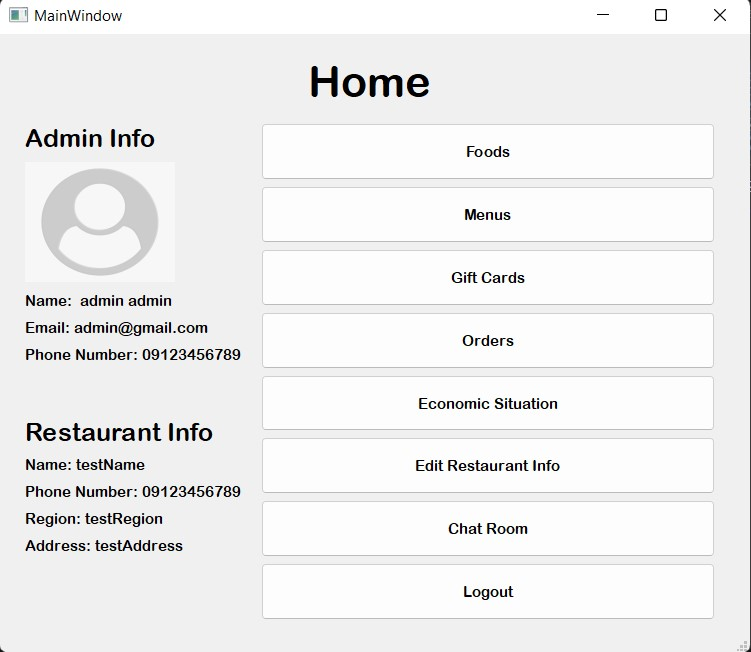 MainWindow
Home
Admin Info
Name:  admin admin
Email: admin@gmail.com
Phone Number: 09123456789
Restaurant Info
Name: testName
Phone Number: 09123456789
Region: testRegion
Address: testAddress
Foods
Menus
Gift Cards
Orders
Economic Situation
Edit Restaurant Info
Chat Room
Logout